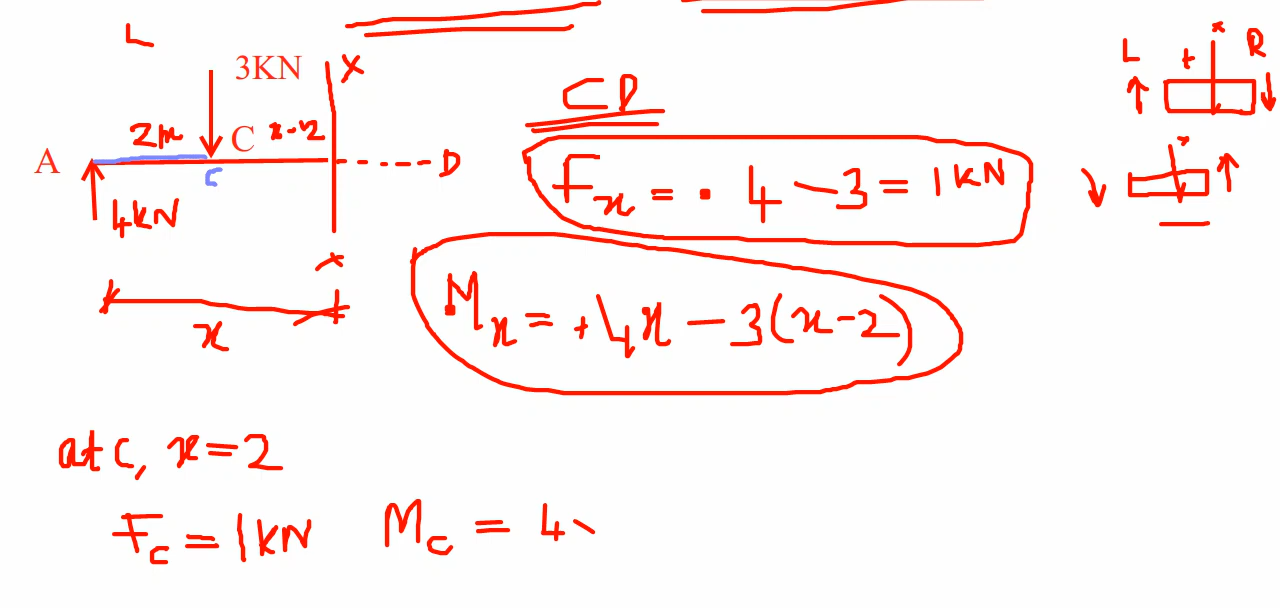 L
3KN
X
L + x R
CD
2m
C
x-2
A
C
D
4KN
Fx = 4 - 3 = 1KN
x
x
Mx = +4x - 3(x-2)
x
at C, x=2
Fc = 1KN Mc = 4